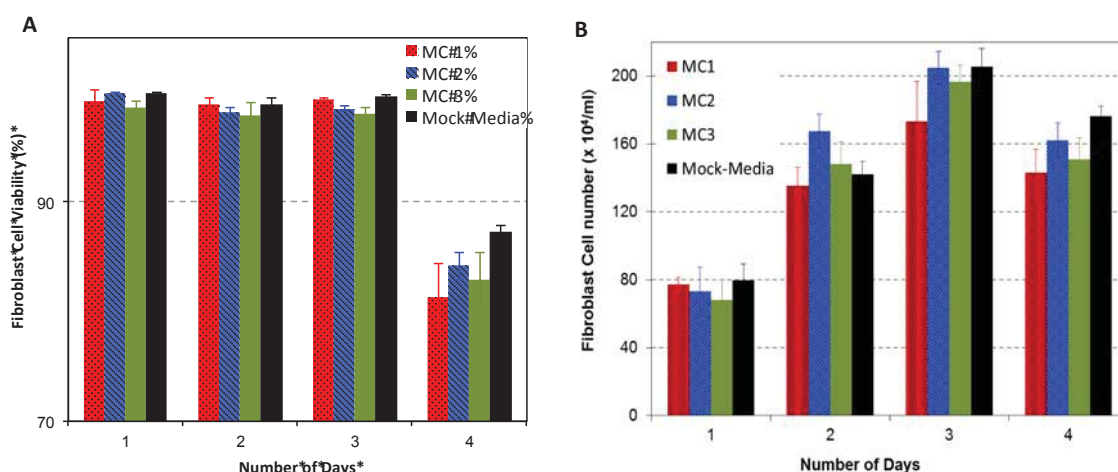 A
MC#1%
MC#2%
MC#3%
Mock#Media%
Fibroblast*Cell*Viability*(%)*
90
70
1 2 3 4
Number*of*Days*
B
MC1
MC2
MC3
Mock-Media
Fibroblast Cell number (x 10⁴/ml)
200
160
120
80
40
0
1 2 3 4
Number of Days